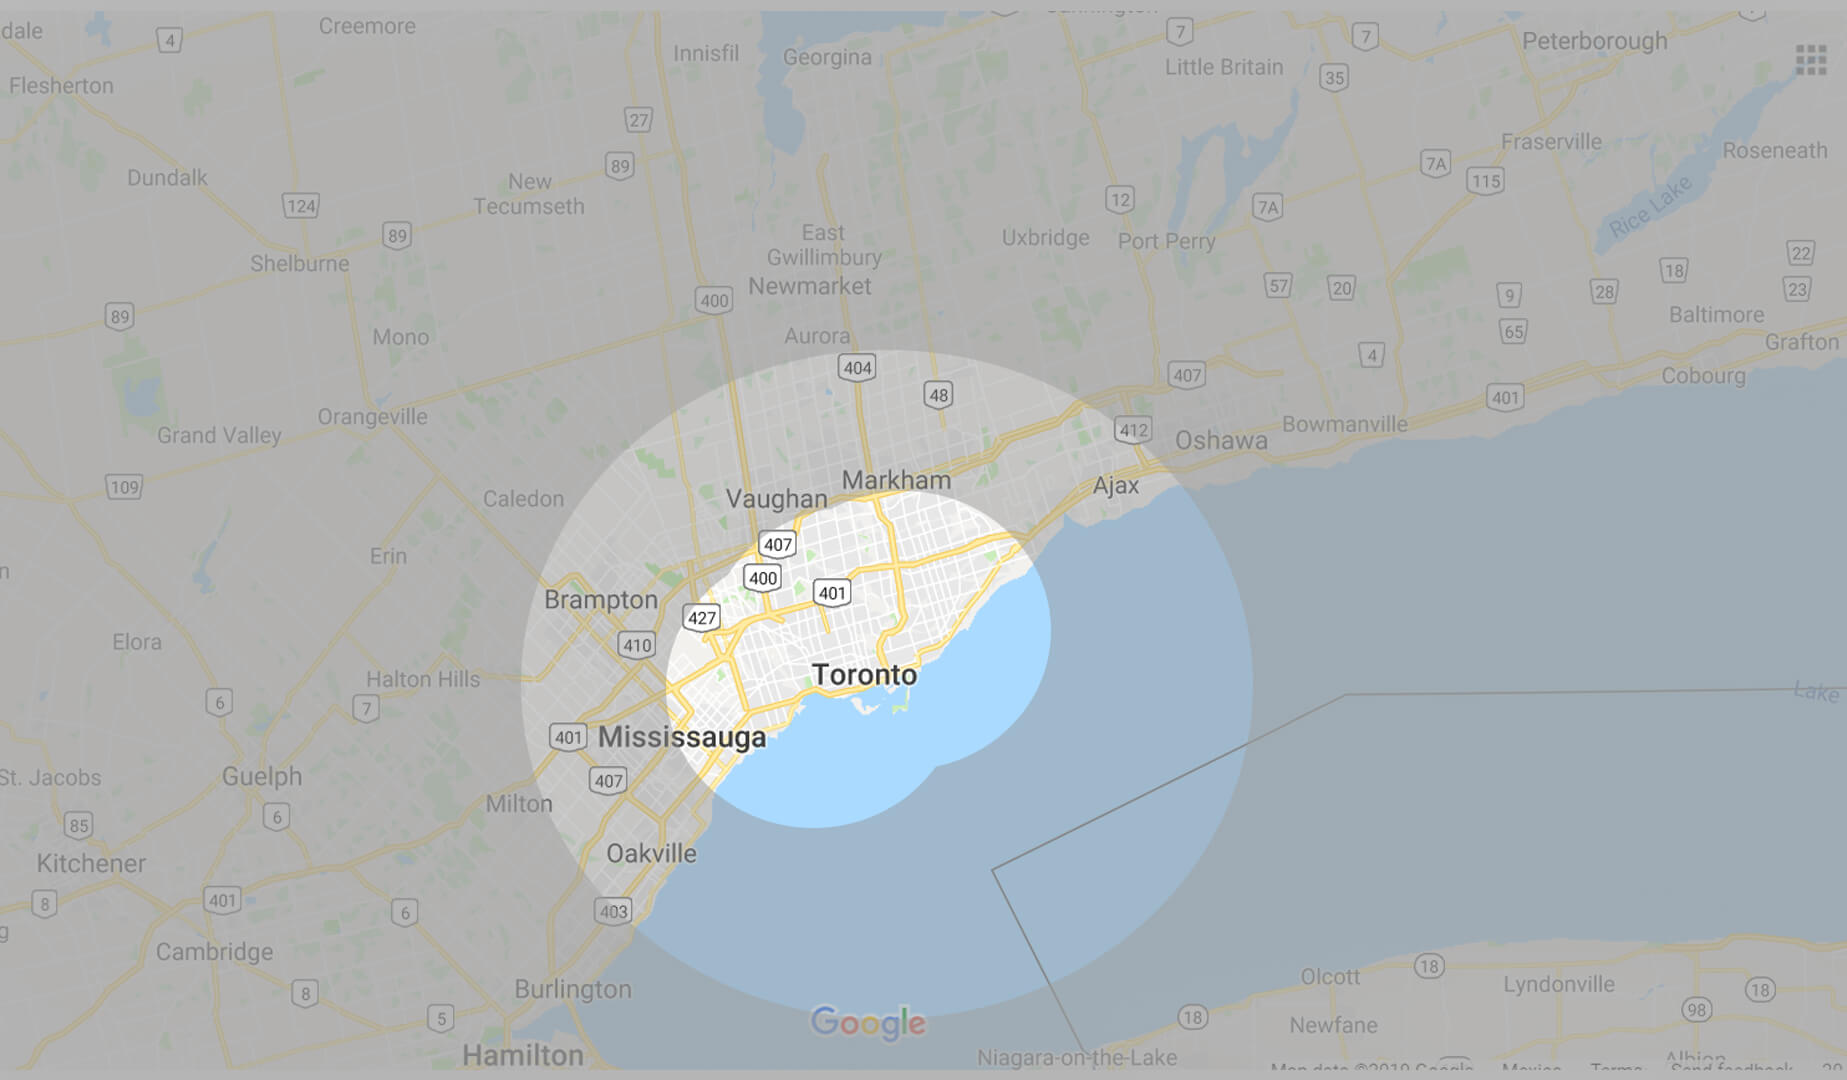 dale
Creemore
4
Flesherton
Innisfil
Georgina
7
Little Britain
7
35
Peterborough
27
89
Dundalk
124
New
Tecumseth
89
Shelburne
East
Gwillimbury
Newmarket
Uxbridge
12
Port Perry
7A
7A
115
Fraserville
Roseneath
Rice Lake
22
18
23
57
20
9
28
65
Baltimore
Grafton
89
Mono
400
Aurora
404
48
407
4
401
Cobourg
Orangeville
Grand Valley
412
Oshawa
Bowmanville
109
Caledon
Vaughan
Markham
Ajax
Erin
407
400
401
Brampton
427
410
Elora
Halton Hills
Toronto
6
7
401
Mississauga
Lake
St. Jacobs
Guelph
407
Milton
6
85
Kitchener
Oakville
8
401
6
403
Cambridge
8
Burlington
5
Hamilton
Google
Olcott
18
Lyndonville
18
98
18
Newfane
Niagara-on-the-Lake
Albion
Map data ©2019 Google
Mexico
Terms
Send feedback